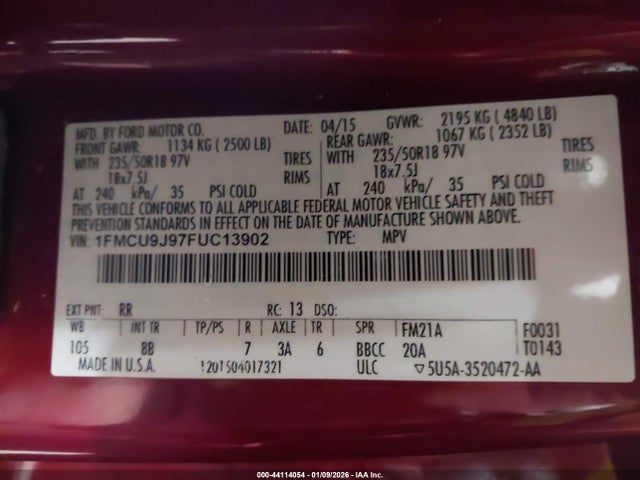 MFD. BY FORD MOTOR CO. DATE: 04/15 GVWR: 2195 KG ( 4840 LB)
FRONT GAWR: 1134 KG ( 2500 LB) REAR GAWR: 1067 KG ( 2352 LB)
WITH 235/50R18 97V TIRES WITH 235/50R18 97V TIRES
18x7.5J RIMS 18x7.5J RIMS
AT 240 kPa/ 35 PSI COLD AT 240 kPa/ 35 PSI COLD
THIS VEHICLE CONFORMS TO ALL APPLICABLE FEDERAL MOTOR VEHICLE SAFETY AND THEFT
PREVENTION STANDARDS IN EFFECT ON THE DATE OF MANUFACTURE SHOWN ABOVE.
VIN: 1FMCU9J97FUC13902 TYPE: MPV
EXT PNT: RR RC: 13 DSO:
WB INT TR TP/PS R AXLE TR SPR FM21A F0031
105 8B 7 3A 6 BBCC 20A T0143
MADE IN U.S.A. 1201504017321 ULC ▽5U5A-3520472-AA
000-44114054 - 01/09/2026 - IAA Inc.